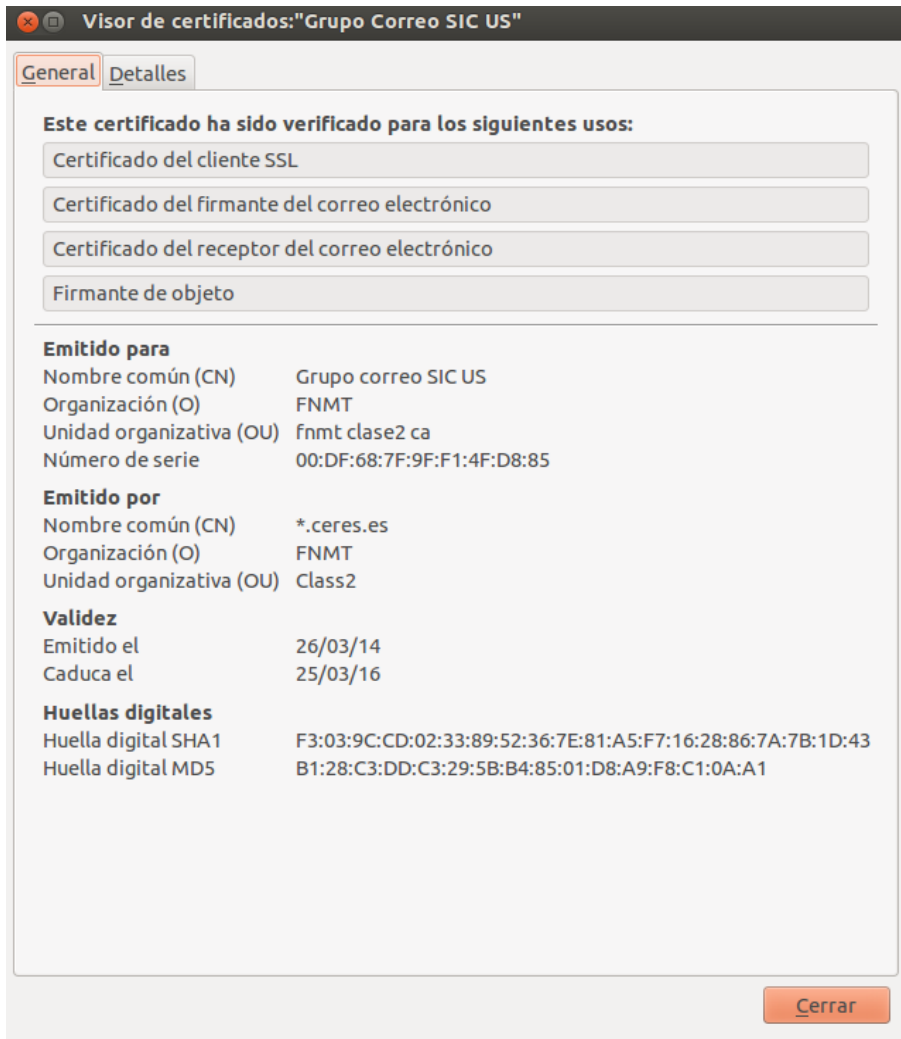 Visor de certificados:"Grupo Correo SIC US"
General Detalles
Este certificado ha sido verificado para los siguientes usos:
Certificado del cliente SSL
Certificado del firmante del correo electrónico
Certificado del receptor del correo electrónico
Firmante de objeto
Emitido para
Nombre común (CN) Grupo correo SIC US
Organización (O) FNMT
Unidad organizativa (OU) fnmt clase2 ca
Número de serie 00:DF:68:7F:9F:F1:4F:D8:85
Emitido por
Nombre común (CN) *.ceres.es
Organización (O) FNMT
Unidad organizativa (OU) Class2
Validez
Emitido el 26/03/14
Caduca el 25/03/16
Huellas digitales
Huella digital SHA1 F3:03:9C:CD:02:33:89:52:36:7E:81:A5:F7:16:28:86:7A:7B:1D:43
Huella digital MD5 B1:28:C3:DD:C3:29:5B:B4:85:01:D8:A9:F8:C1:0A:A1
Cerrar